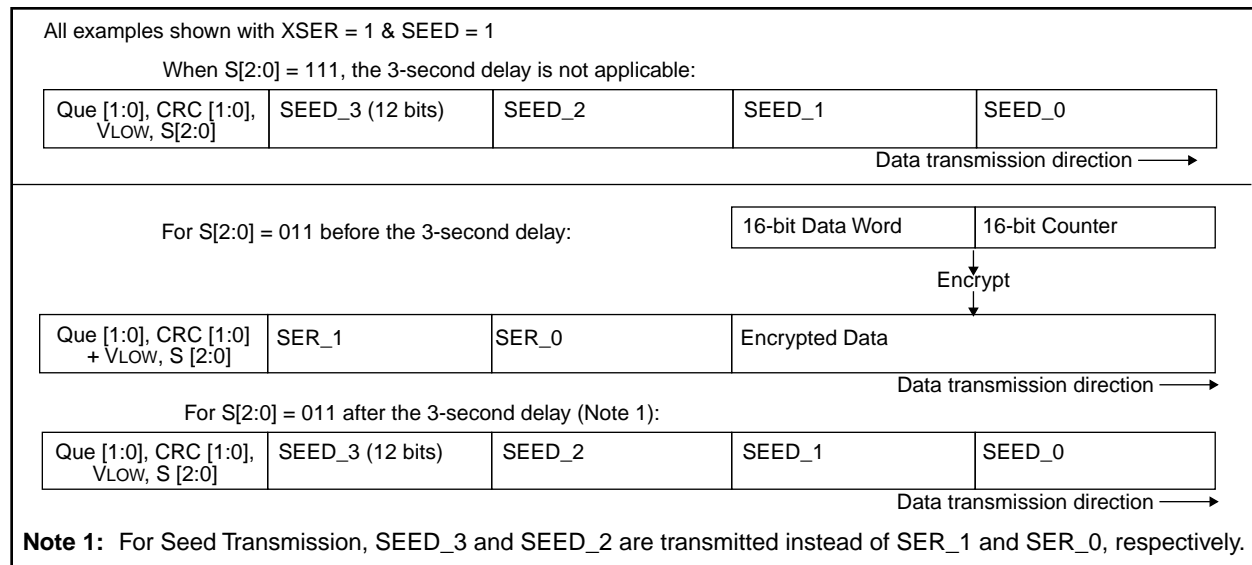 All examples shown with XSER = 1 & SEED = 1
When S[2:0] = 111, the 3-second delay is not applicable:
Que [1:0], CRC [1:0], VLOW, S[2:0]
SEED_3 (12 bits)
SEED_2
SEED_1
SEED_0
Data transmission direction
For S[2:0] = 011 before the 3-second delay:
16-bit Data Word
16-bit Counter
Encrypt
Que [1:0], CRC [1:0]
+ VLOW, S [2:0]
SER_1
SER_0
Encrypted Data
Data transmission direction
For S[2:0] = 011 after the 3-second delay (Note 1):
Que [1:0], CRC [1:0],
VLOW, S [2:0]
SEED_3 (12 bits)
SEED_2
SEED_1
SEED_0
Data transmission direction
Note 1: For Seed Transmission, SEED_3 and SEED_2 are transmitted instead of SER_1 and SER_0, respectively.